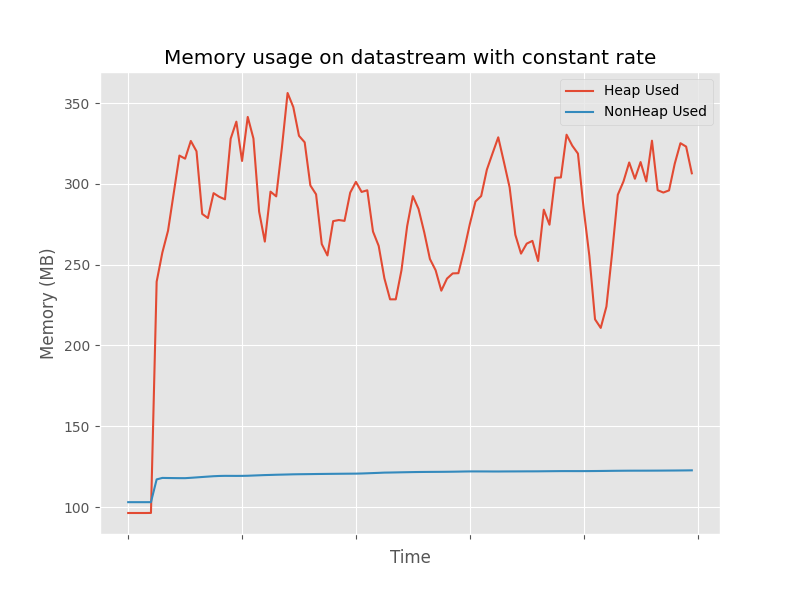 Memory usage on datastream with constant rate
Heap Used
NonHeap Used
350
300
250
200
150
100
Memory (MB)
Time